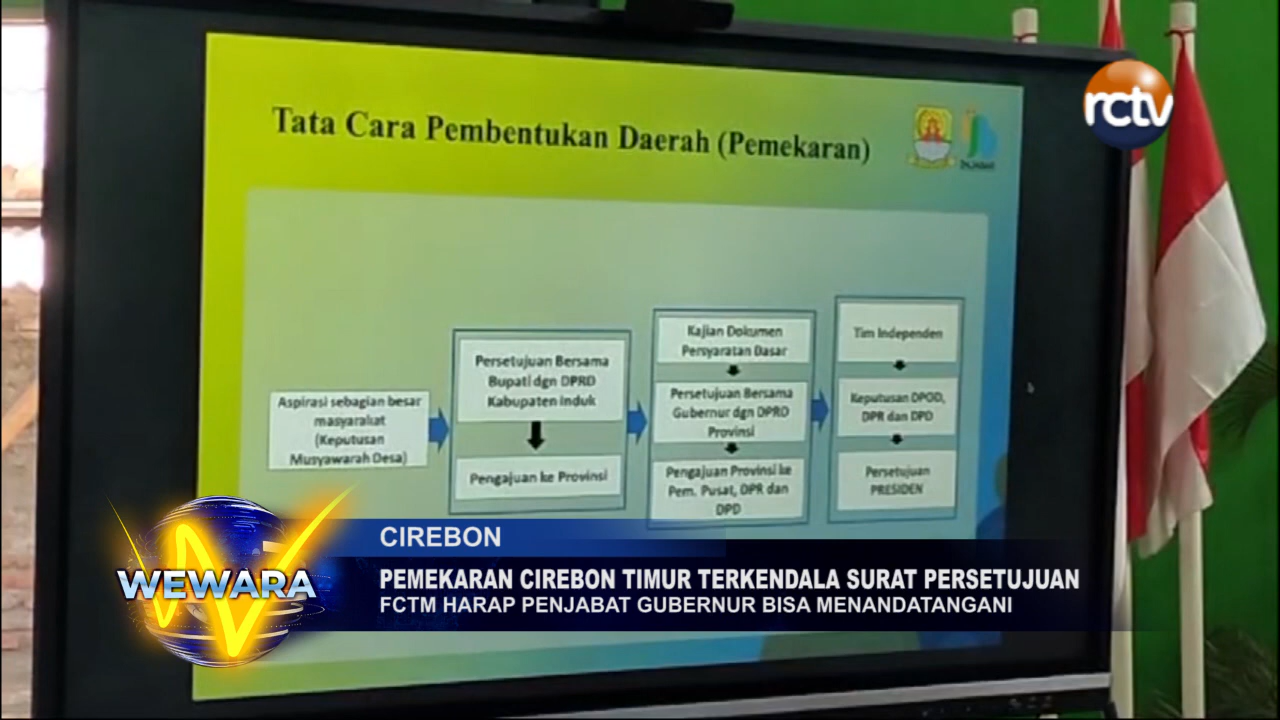 rctv
Tata Cara Pembentukan Daerah (Pemekaran)
Aspirasi sebagian besar
masyarakat
(Keputusan
Musyawarah Desa)
Persetujuan Bersama
Bupati dgn DPRD
Kabupaten Induk
Pengajuan ke Provinsi
Kajian Dokumen
Persyaratan Dasar
Persetujuan Bersama
Gubernur dgn DPRD
Provinsi
Pengajuan Provinsi ke
Pem. Pusat, DPR dan
DPD
Tim Independen
Keputusan DPOD,
DPR dan DPD
Persetujuan
PRESIDEN
WEWARA
CIREBON
PEMEKARAN CIREBON TIMUR TERKENDALA SURAT PERSETUJUAN
FCTM HARAP PENJABAT GUBERNUR BISA MENANDATANGANI